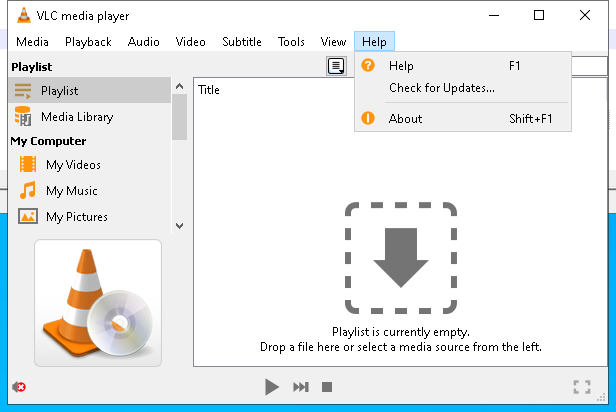 VLC media player
Media Playback Audio Video Subtitle Tools View Help
Playlist
Playlist
Media Library
My Computer
My Videos
My Music
My Pictures
Title
Help F1
Check for Updates...
About Shift+F1
Playlist is currently empty.
Drop a file here or select a media source from the left.